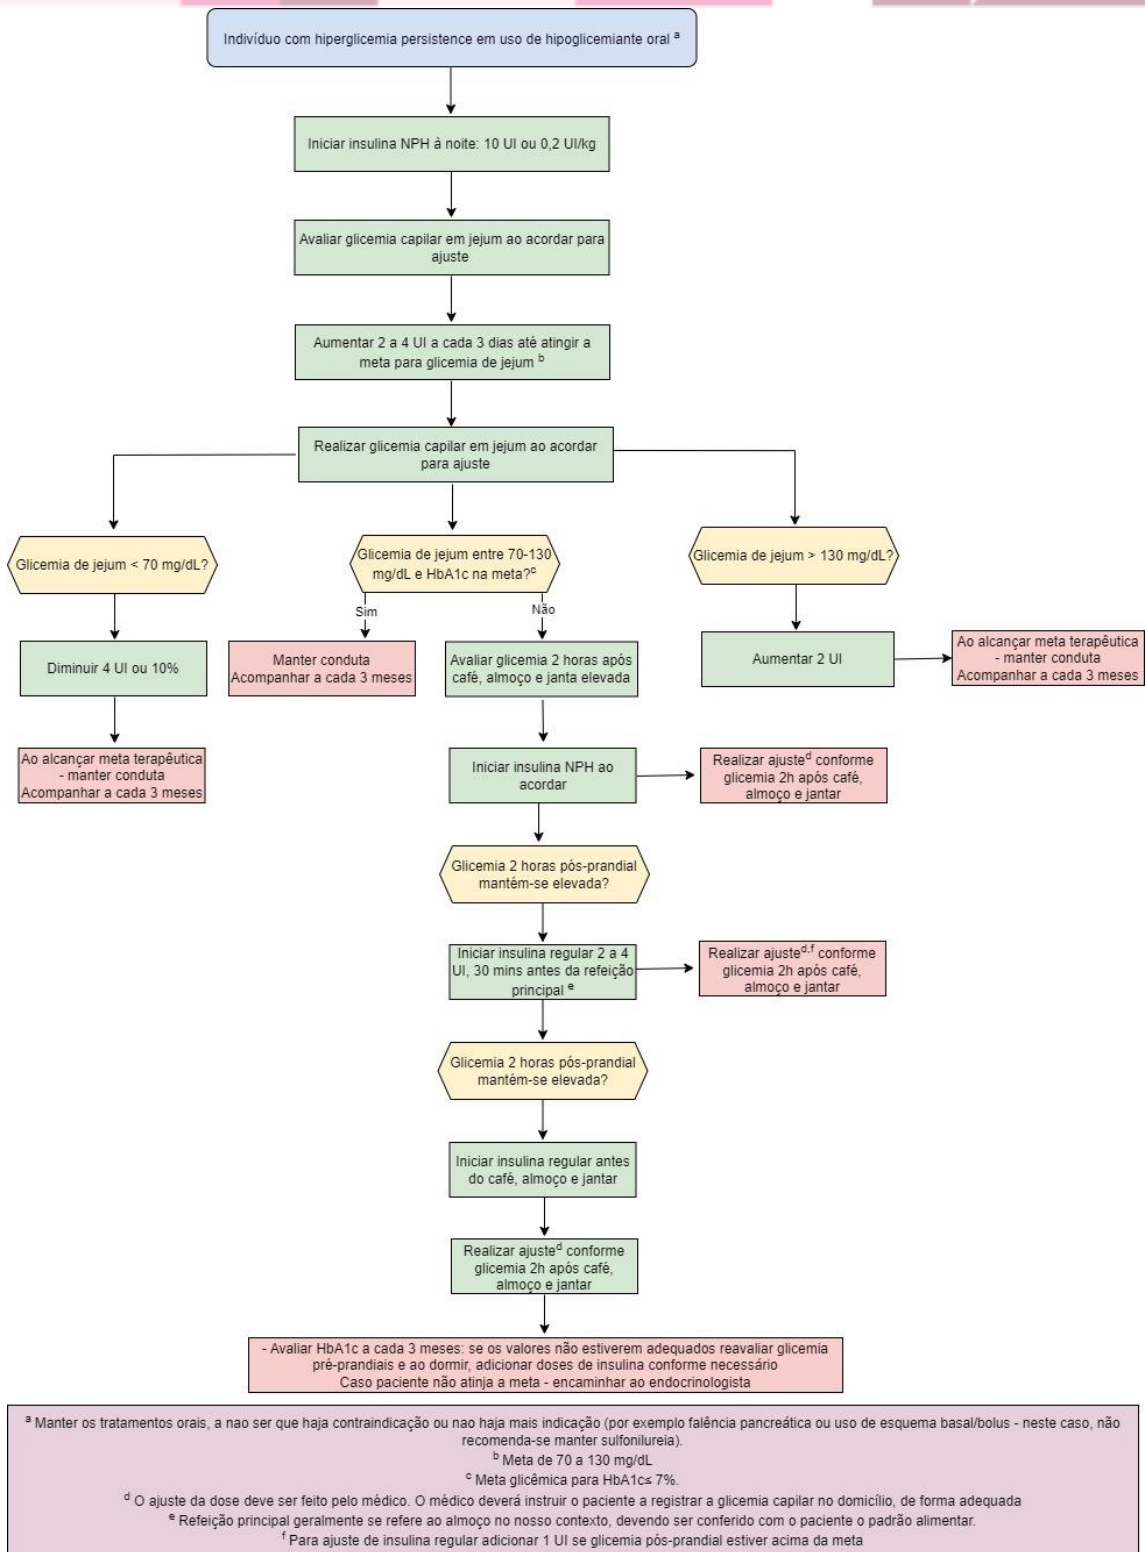 Indivíduo com hiperglicemia persistence em uso de hipoglicemiante oral a
Iniciar insulina NPH à noite: 10 UI ou 0,2 UI/kg
Avaliar glicemia capilar em jejum ao acordar para
ajuste
Aumentar 2 a 4 UI a cada 3 dias até atingir a
meta para glicemia de jejum b
Realizar glicemia capilar em jejum ao acordar
para ajuste
Glicemia de jejum < 70 mg/dL?
Glicemia de jejum entre 70-130
mg/dL e HbA1c na meta?c
Glicemia de jejum > 130 mg/dL?
Sim
Não
Diminuir 4 UI ou 10%
Manter conduta
Acompanhar a cada 3 meses
Avaliar glicemia 2 horas após
café, almoço e janta elevada
Aumentar 2 UI
Ao alcançar meta terapêutica
- manter conduta
Acompanhar a cada 3 meses
Ao alcançar meta terapêutica
- manter conduta
Acompanhar a cada 3 meses
Iniciar insulina NPH ao
acordar
Realizar ajusted conforme
glicemia 2h após café,
almoço e jantar
Glicemia 2 horas pós-prandial
mantém-se elevada?
Iniciar insulina regular 2 a 4
UI, 30 mins antes da refeição
principal e
Realizar ajusted,f conforme
glicemia 2h após café,
almoço e jantar
Glicemia 2 horas pós-prandial
mantém-se elevada?
Iniciar insulina regular antes
do café, almoço e jantar
Realizar ajusted conforme
glicemia 2h após café,
almoço e jantar
- Avaliar HbA1c a cada 3 meses: se os valores não estiverem adequados reavaliar glicemia
pré-prandiais e ao dormir, adicionar doses de insulina conforme necessário
Caso paciente não atinja a meta - encaminhar ao endocrinologista
a Manter os tratamentos orais, a nao ser que haja contraindicação ou nao haja mais indicação (por exemplo falência pancreática ou uso de esquema basal/bolus - neste caso, não
recomenda-se manter sulfonilureia).
b Meta de 70 a 130 mg/dL
c Meta glicêmica para HbA1c≤ 7%.
d O ajuste da dose deve ser feito pelo médico. O médico deverá instruir o paciente a registrar a glicemia capilar no domicílio, de forma adequada
e Refeição principal geralmente se refere ao almoço no nosso contexto, devendo ser conferido com o paciente o padrão alimentar.
f Para ajuste de insulina regular adicionar 1 UI se glicemia pós-prandial estiver acima da meta